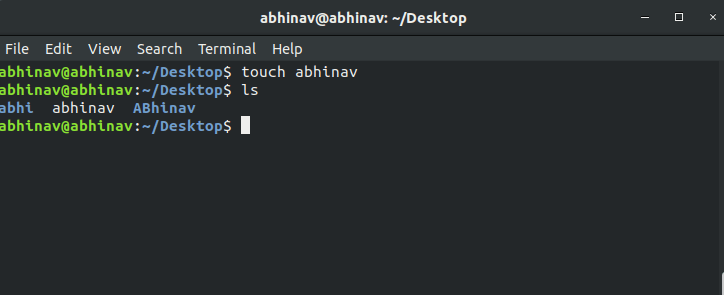 abhinav@abhinav: ~/Desktop
File Edit View Search Terminal Help
abhinav@abhinav:~/Desktop$ touch abhinav
abhinav@abhinav:~/Desktop$ ls
abhi abhinav ABhinav
abhinav@abhinav:~/Desktop$